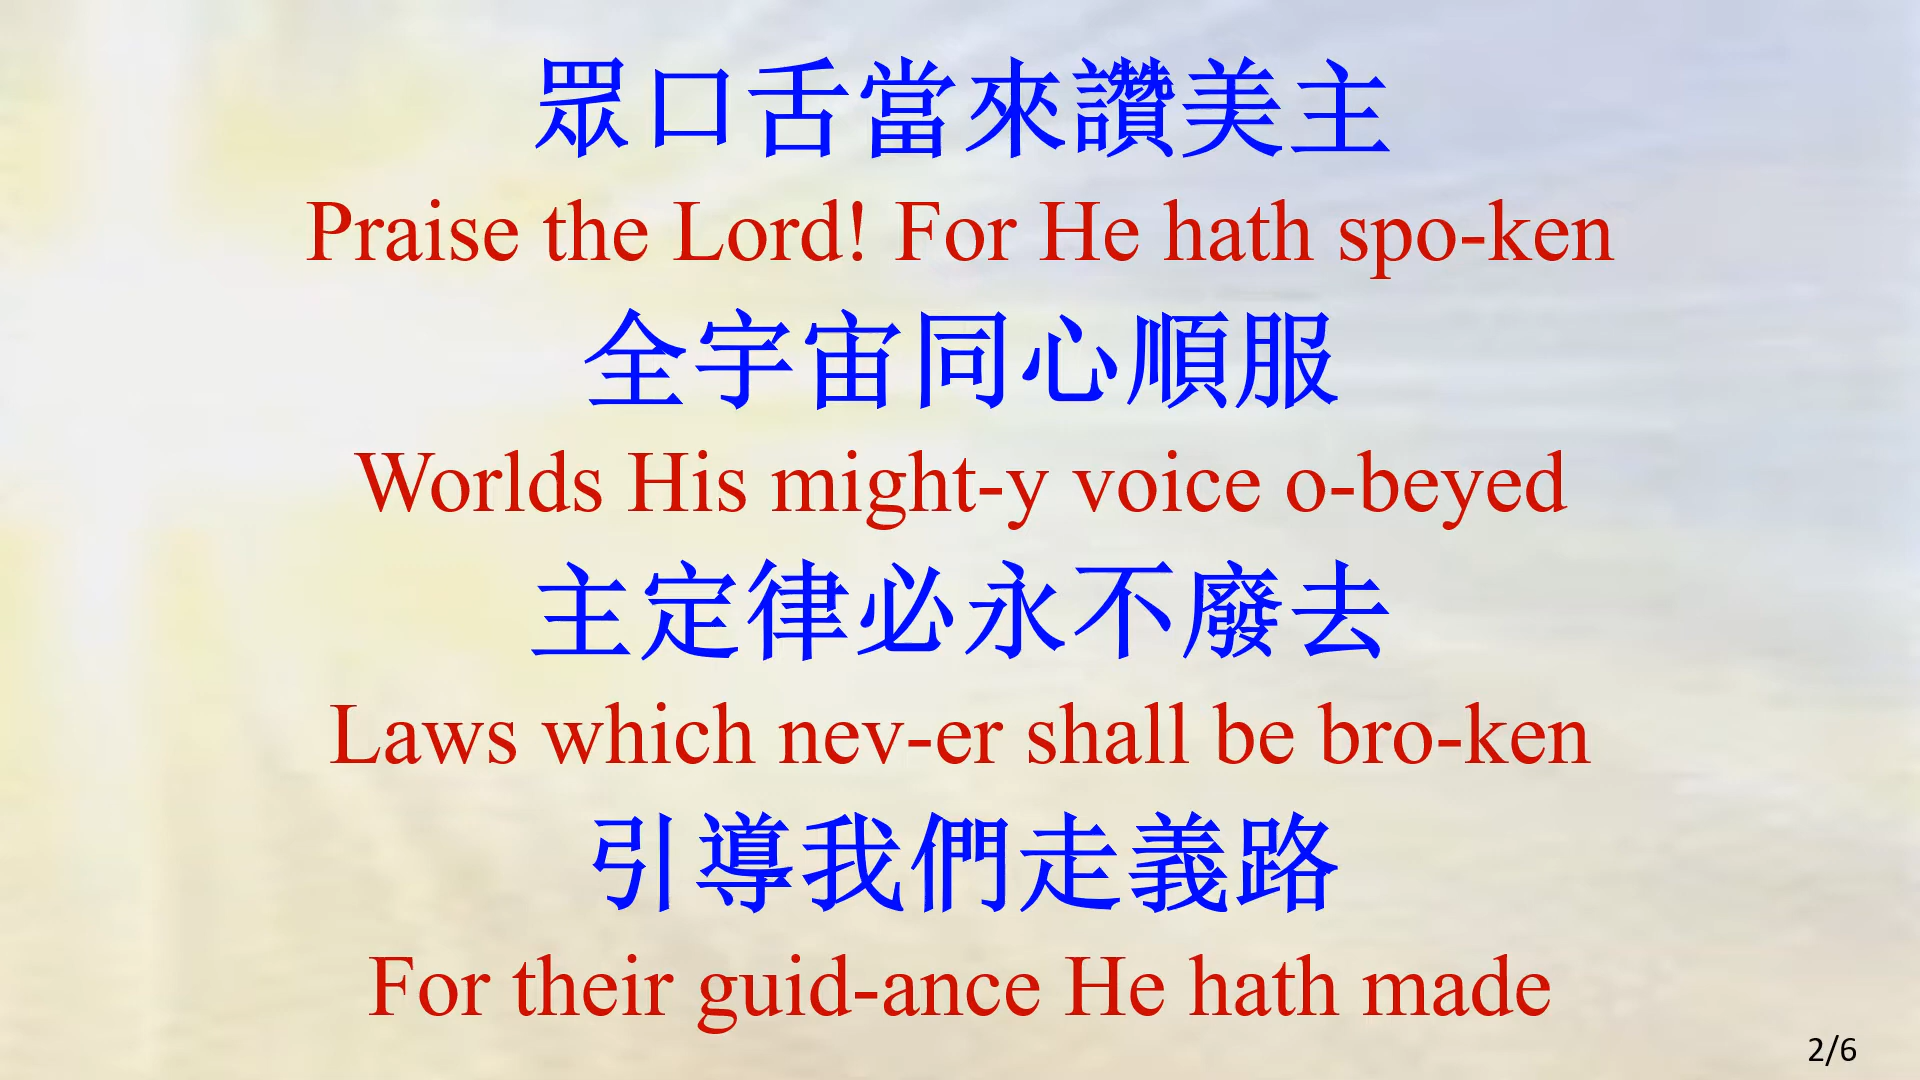 眾口舌當來讚美主
Praise the Lord! For He hath spo-ken
全宇宙同心順服
Worlds His might-y voice o-beyed
主定律必永不廢去
Laws which nev-er shall be bro-ken
引導我們走義路
For their guid-ance He hath made
2/6